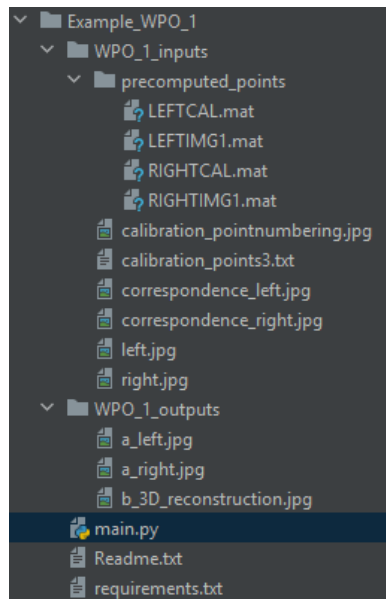 Example_WPO_1
WPO_1_inputs
precomputed_points
LEFTCAL.mat
LEFTIMG1.mat
RIGHTCAL.mat
RIGHTIMG1.mat
calibration_pointnumbering.jpg
calibration_points3.txt
correspondence_left.jpg
correspondence_right.jpg
left.jpg
right.jpg
WPO_1_outputs
a_left.jpg
a_right.jpg
b_3D_reconstruction.jpg
main.py
Readme.txt
requirements.txt